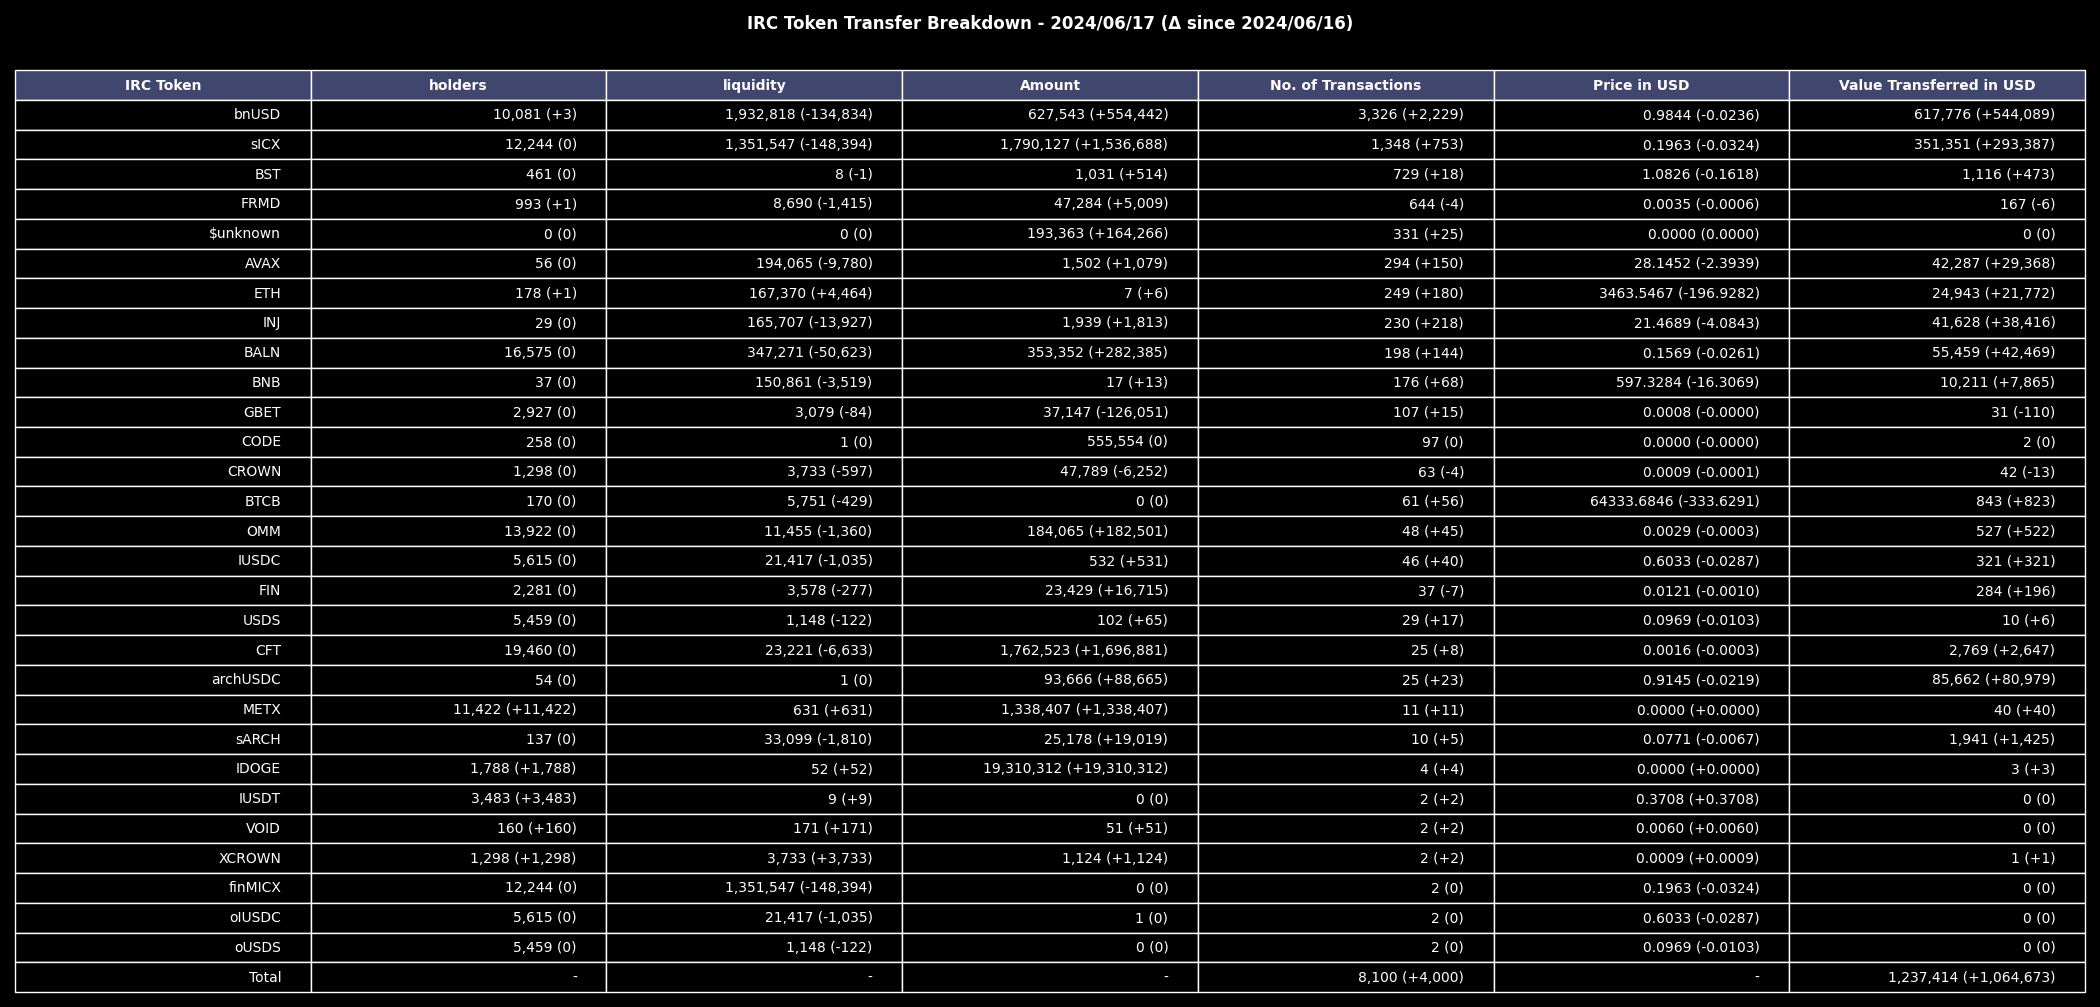 IRC Token Transfer Breakdown - 2024/06/17 (Δ since 2024/06/16)
IRC Token holders liquidity Amount No. of Transactions Price in USD Value Transferred in USD
bnUSD 10,081 (+3) 1,932,818 (-134,834) 627,543 (+554,442) 3,326 (+2,229) 0.9844 (-0.0236) 617,776 (+544,089)
sICX 12,244 (0) 1,351,547 (-148,394) 1,790,127 (+1,536,688) 1,348 (+753) 0.1963 (-0.0324) 351,351 (+293,387)
BST 461 (0) 8 (-1) 1,031 (+514) 729 (+18) 1.0826 (-0.1618) 1,116 (+473)
FRMD 993 (+1) 8,690 (-1,415) 47,284 (+5,009) 644 (-4) 0.0035 (-0.0006) 167 (-6)
$unknown 0 (0) 0 (0) 193,363 (+164,266) 331 (+25) 0.0000 (0.0000) 0 (0)
AVAX 56 (0) 194,065 (-9,780) 1,502 (+1,079) 294 (+150) 28.1452 (-2.3939) 42,287 (+29,368)
ETH 178 (+1) 167,370 (+4,464) 7 (+6) 249 (+180) 3463.5467 (-196.9282) 24,943 (+21,772)
INJ 29 (0) 165,707 (-13,927) 1,939 (+1,813) 230 (+218) 21.4689 (-4.0843) 41,628 (+38,416)
BALN 16,575 (0) 347,271 (-50,623) 353,352 (+282,385) 198 (+144) 0.1569 (-0.0261) 55,459 (+42,469)
BNB 37 (0) 150,861 (-3,519) 17 (+13) 176 (+68) 597.3284 (-16.3069) 10,211 (+7,865)
GBET 2,927 (0) 3,079 (-84) 37,147 (-126,051) 107 (+15) 0.0008 (-0.0000) 31 (-110)
CODE 258 (0) 1 (0) 555,554 (0) 97 (0) 0.0000 (-0.0000) 2 (0)
CROWN 1,298 (0) 3,733 (-597) 47,789 (-6,252) 63 (-4) 0.0009 (-0.0001) 42 (-13)
BTCB 170 (0) 5,751 (-429) 0 (0) 61 (+56) 64333.6846 (-333.6291) 843 (+823)
OMM 13,922 (0) 11,455 (-1,360) 184,065 (+182,501) 48 (+45) 0.0029 (-0.0003) 527 (+522)
IUSDC 5,615 (0) 21,417 (-1,035) 532 (+531) 46 (+40) 0.6033 (-0.0287) 321 (+321)
FIN 2,281 (0) 3,578 (-277) 23,429 (+16,715) 37 (-7) 0.0121 (-0.0010) 284 (+196)
USDS 5,459 (0) 1,148 (-122) 102 (+65) 29 (+17) 0.0969 (-0.0103) 10 (+6)
CFT 19,460 (0) 23,221 (-6,633) 1,762,523 (+1,696,881) 25 (+8) 0.0016 (-0.0003) 2,769 (+2,647)
archUSDC 54 (0) 1 (0) 93,666 (+88,665) 25 (+23) 0.9145 (-0.0219) 85,662 (+80,979)
METX 11,422 (+11,422) 631 (+631) 1,338,407 (+1,338,407) 11 (+11) 0.0000 (+0.0000) 40 (+40)
sARCH 137 (0) 33,099 (-1,810) 25,178 (+19,019) 10 (+5) 0.0771 (-0.0067) 1,941 (+1,425)
IDOGE 1,788 (+1,788) 52 (+52) 19,310,312 (+19,310,312) 4 (+4) 0.0000 (+0.0000) 3 (+3)
IUSDT 3,483 (+3,483) 9 (+9) 0 (0) 2 (+2) 0.3708 (+0.3708) 0 (0)
VOID 160 (+160) 171 (+171) 51 (+51) 2 (+2) 0.0060 (+0.0060) 0 (0)
XCROWN 1,298 (+1,298) 3,733 (+3,733) 1,124 (+1,124) 2 (+2) 0.0009 (+0.0009) 1 (+1)
finMICX 12,244 (0) 1,351,547 (-148,394) 0 (0) 2 (0) 0.1963 (-0.0324) 0 (0)
oIUSDC 5,615 (0) 21,417 (-1,035) 1 (0) 2 (0) 0.6033 (-0.0287) 0 (0)
oUSDS 5,459 (0) 1,148 (-122) 0 (0) 2 (0) 0.0969 (-0.0103) 0 (0)
Total - - - 8,100 (+4,000) - 1,237,414 (+1,064,673)